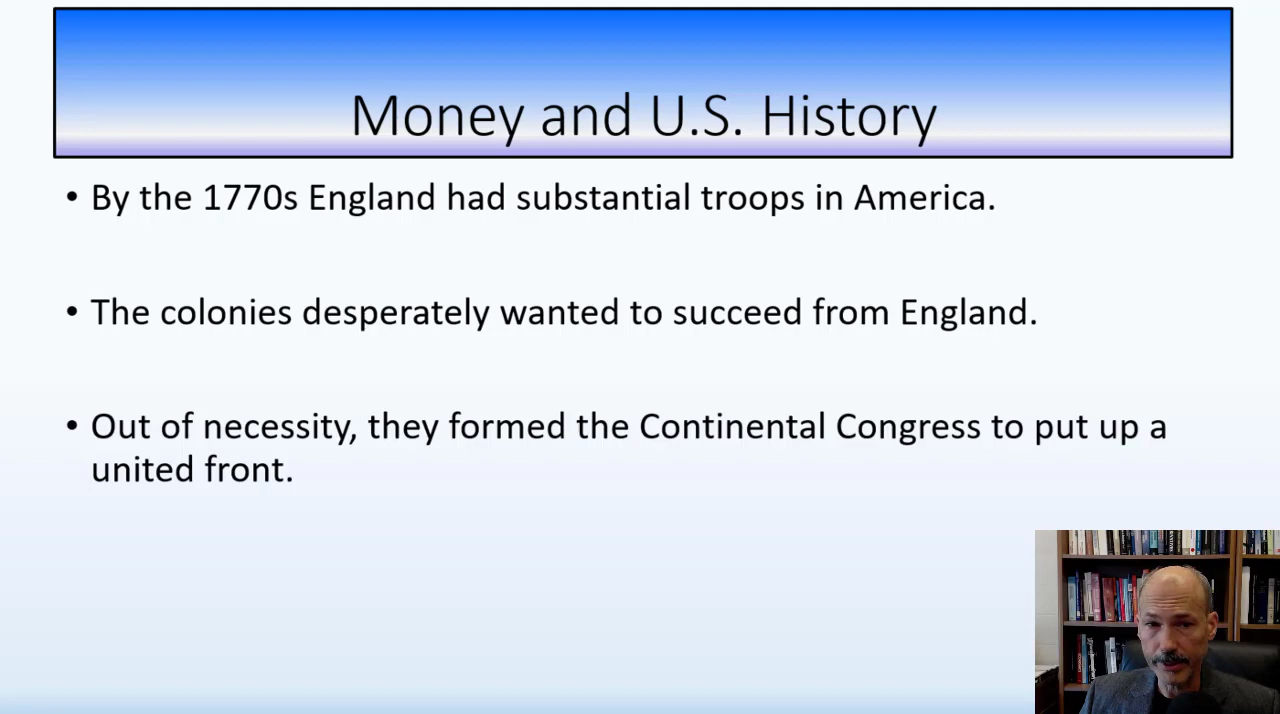 Money and U.S. History
• By the 1770s England had substantial troops in America.
• The colonies desperately wanted to succeed from England.
• Out of necessity, they formed the Continental Congress to put up a
united front.